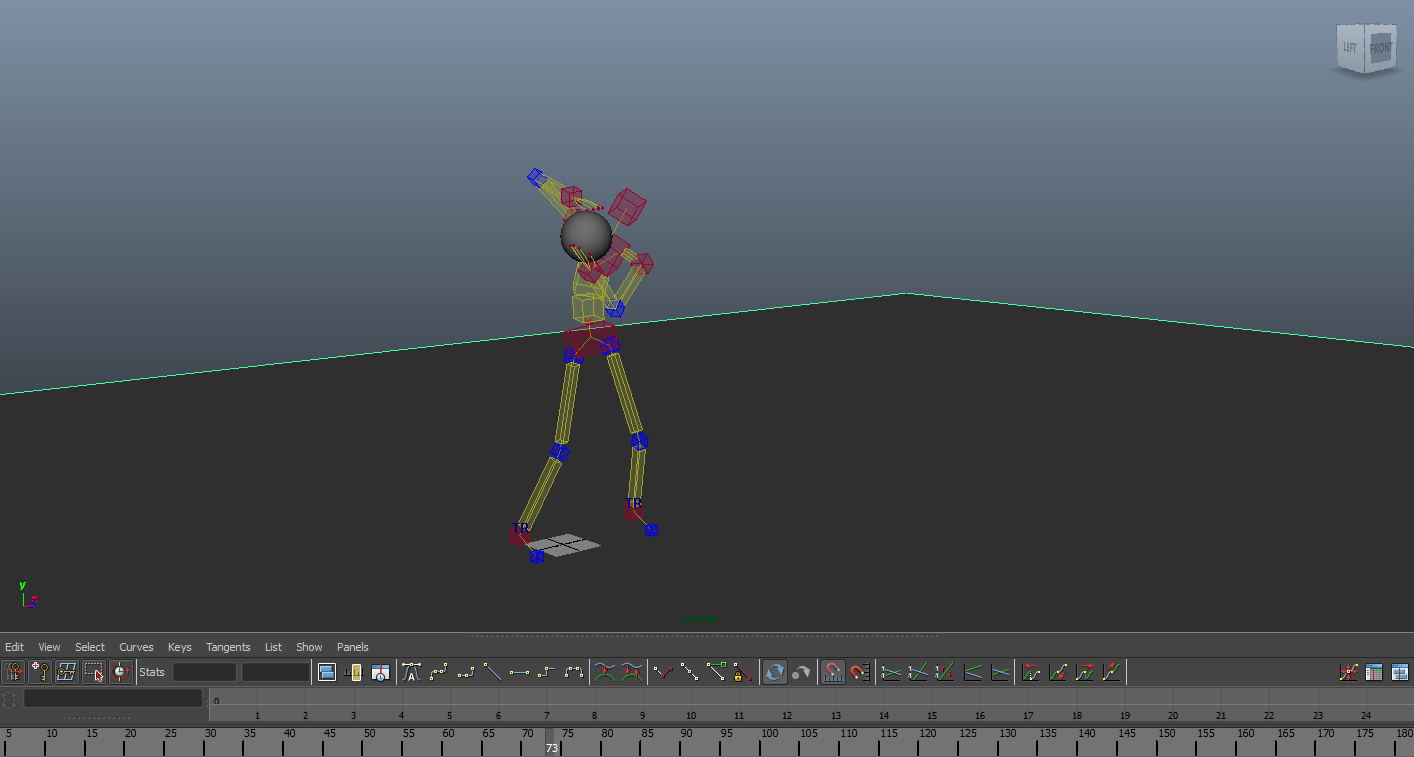 LEFT FRONT
TR
TR
y
Edit View Select Curves Keys Tangents List Show Panels
Stats
0
1 2 3 4 5 6 7 8 9 10 11 12 13 14 15 16 17 18 19 20 21 22 23 24
5 10 15 20 25 30 35 40 45 50 55 60 65 70 75 80 85 90 95 100 105 110 115 120 125 130 135 140 145 150 155 160 165 170 175 180
73